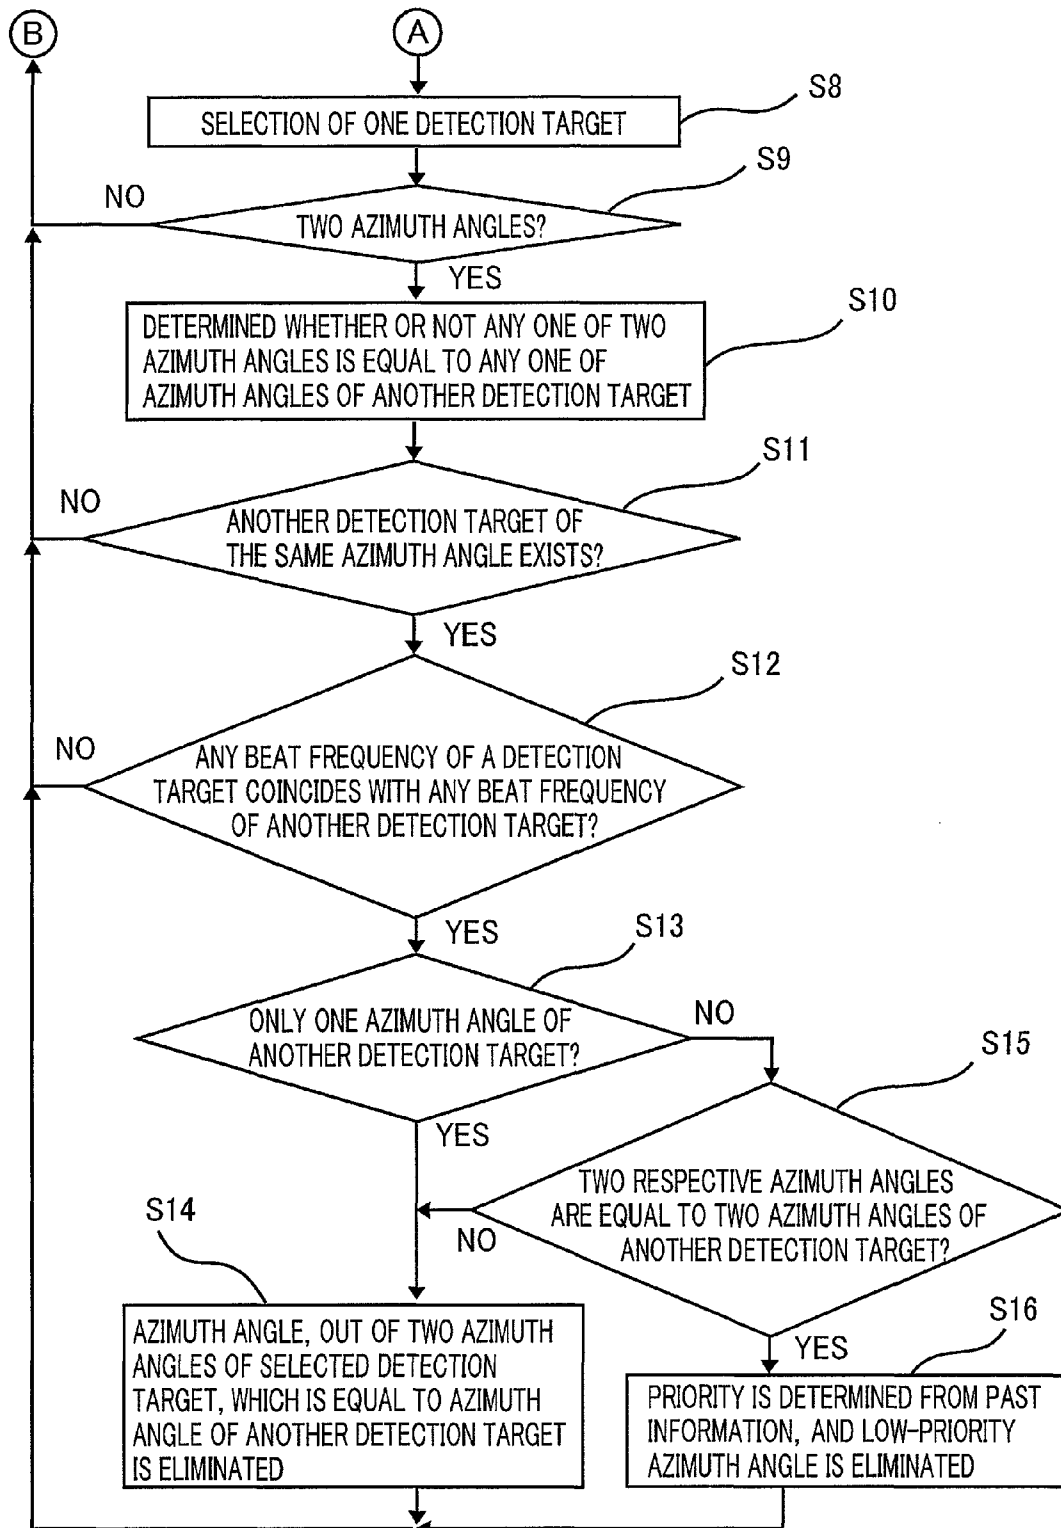 B
A
S8
SELECTION OF ONE DETECTION TARGET
S9
NO
TWO AZIMUTH ANGLES?
YES
S10
DETERMINED WHETHER OR NOT ANY ONE OF TWO
AZIMUTH ANGLES IS EQUAL TO ANY ONE OF
AZIMUTH ANGLES OF ANOTHER DETECTION TARGET
S11
NO
ANOTHER DETECTION TARGET OF
THE SAME AZIMUTH ANGLE EXISTS?
YES
S12
NO
ANY BEAT FREQUENCY OF A DETECTION
TARGET COINCIDES WITH ANY BEAT FREQUENCY
OF ANOTHER DETECTION TARGET?
YES
S13
ONLY ONE AZIMUTH ANGLE OF
ANOTHER DETECTION TARGET?
NO
S15
YES
TWO RESPECTIVE AZIMUTH ANGLES
ARE EQUAL TO TWO AZIMUTH ANGLES OF
ANOTHER DETECTION TARGET?
NO
S14
AZIMUTH ANGLE, OUT OF TWO AZIMUTH
ANGLES OF SELECTED DETECTION
TARGET, WHICH IS EQUAL TO AZIMUTH
ANGLE OF ANOTHER DETECTION TARGET
IS ELIMINATED
YES
S16
PRIORITY IS DETERMINED FROM PAST
INFORMATION, AND LOW-PRIORITY
AZIMUTH ANGLE IS ELIMINATED